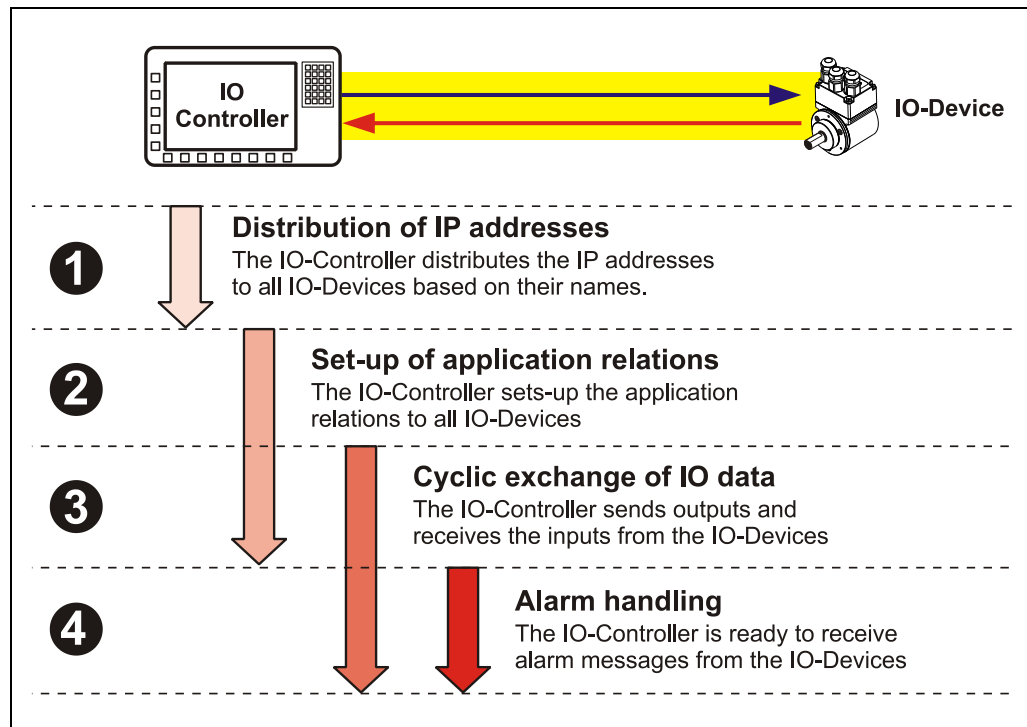 IO
Controller
IO-Device
1
Distribution of IP addresses
The IO-Controller distributes the IP addresses
to all IO-Devices based on their names.
2
Set-up of application relations
The IO-Controller sets-up the application
relations to all IO-Devices
3
Cyclic exchange of IO data
The IO-Controller sends outputs and
receives the inputs from the IO-Devices
4
Alarm handling
The IO-Controller is ready to receive
alarm messages from the IO-Devices